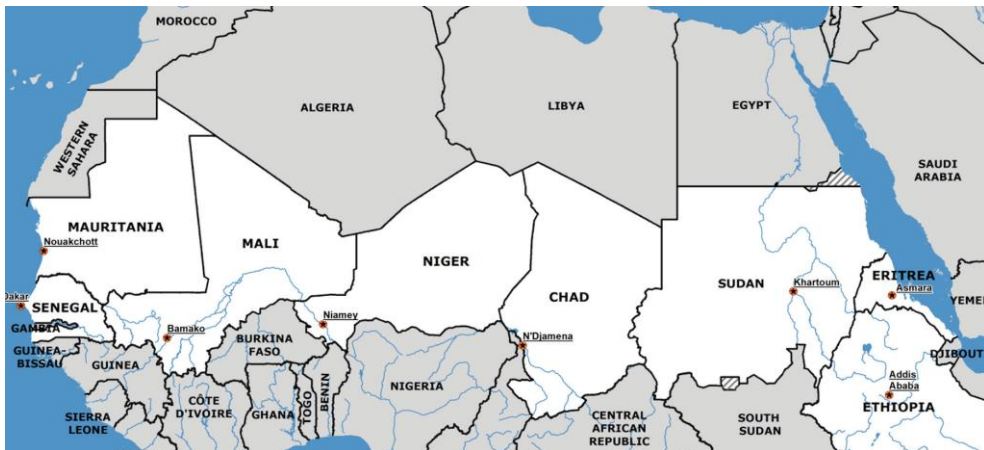 MOROCCO
ALGERIA
LIBYA
EGYPT
WESTERN
SAHARA
SAUDI
ARABIA
MAURITANIA
Nouakchott
MALI
NIGER
CHAD
SUDAN
Khartoum
ERITREA
Asmara
YEMEN
Dakar
SENEGAL
GAMBIA
GUINEA-
BISSAU
GUINEA
Bamako
Niamey
BURKINA
FASO
N'Djamena
NIGERIA
BENIN
TOGO
GHANA
CÔTE
D'IVOIRE
SIERRA
LEONE
CENTRAL
AFRICAN
REPUBLIC
SOUTH
SUDAN
Addis
Ababa
ETHIOPIA
DJIBOUT